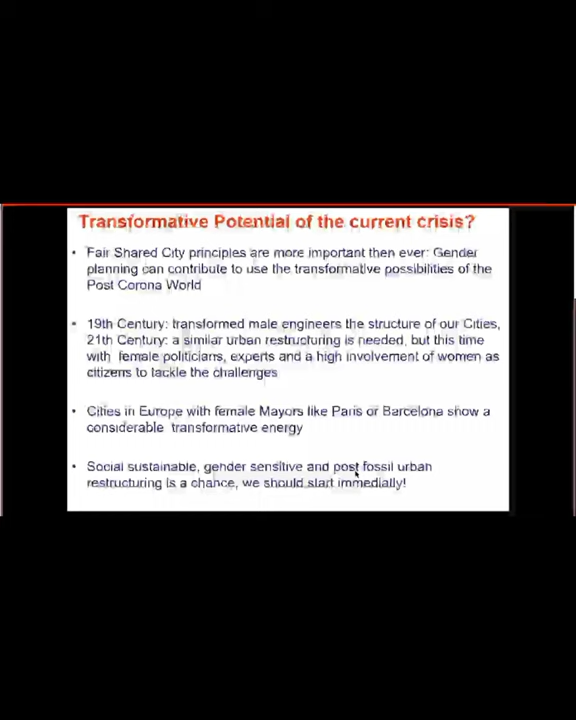 Transformative Potential of the current crisis?
• Fair Shared City principles are more important then ever: Gender
planning can contribute to use the transformative possibilities of the
Post Corona World
• 19th Century: transformed male engineers the structure of our Cities,
21th Century: a similar urban restructuring is needed, but this time
with female politicians, experts and a high involvement of women as
citizens to tackle the challenges
• Cities in Europe with female Mayors like Paris or Barcelona show a
considerable transformative energy
• Social sustainable, gender sensitive and post fossil urban
restructuring is a chance, we should start immedially!